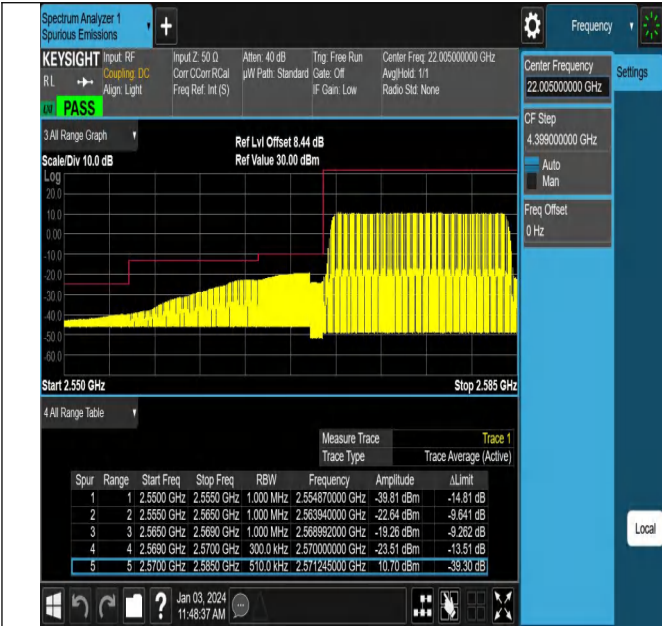 Spectrum Analyzer 1
Spurious Emissions
Frequency
KEYSIGHT Input: RF Input Z: 50 Ω Atten: 40 dB Trig: Free Run Center Freq: 22.005000000 GHz
RL Coupling: DC Corr CCorr RCal µW Path: Standard Gate: Off Avg|Hold: 1/1
Align: Light Freq Ref: Int (S) IF Gain: Low Radio Std: None
LNI PASS
Center Frequency
22.005000000 GHz
Settings
CF Step
4.399000000 GHz
Auto
Man
Freq Offset
0 Hz
3 All Range Graph
Ref Lvl Offset 8.44 dB
Scale/Div 10.0 dB Ref Value 30.00 dBm
Log
20.0
10.0
0.00
-10.0
-20.0
-30.0
-40.0
-50.0
-60.0
Start 2.550 GHz Stop 2.585 GHz
4 All Range Table
Measure Trace Trace 1
Trace Type Trace Average (Active)
Spur Range Start Freq Stop Freq RBW Frequency Amplitude ∆Limit
1 1 2.5500 GHz 2.5550 GHz 1.000 MHz 2.554870000 GHz -39.81 dBm -14.81 dB
2 2 2.5550 GHz 2.5650 GHz 1.000 MHz 2.563940000 GHz -22.64 dBm -9.641 dB
3 3 2.5650 GHz 2.5690 GHz 1.000 MHz 2.568992000 GHz -19.26 dBm -9.262 dB
4 4 2.5690 GHz 2.5700 GHz 300.0 kHz 2.570000000 GHz -23.51 dBm -13.51 dB
5 5 2.5700 GHz 2.5850 GHz 510.0 kHz 2.571245000 GHz 10.70 dBm -39.30 dB
Local
Jan 03, 2024
11:48:37 AM